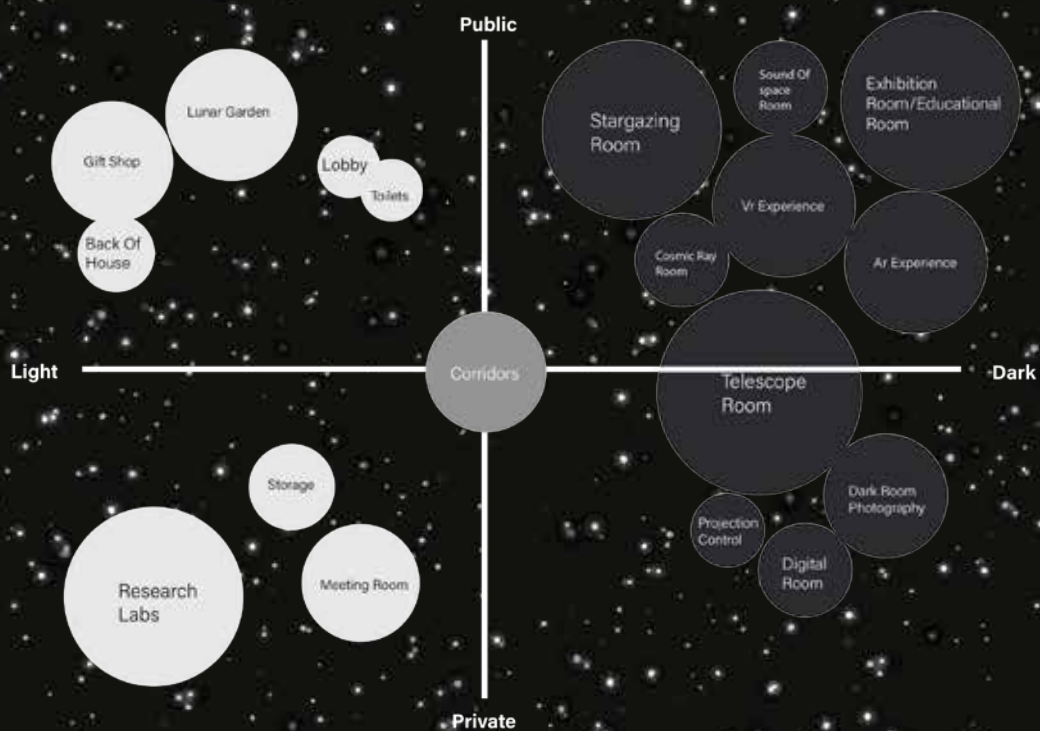 Public
Lunar Garden
Gift Shop
Lobby
Toilets
Back Of
House
Stargazing
Room
Sound Of
space
Room
Exhibition
Room/Educational
Room
Vr Experience
Cosmic Ray
Room
Ar Experience
Light
Corridors
Dark
Telescope
Room
Storage
Research
Labs
Meeting Room
Dark Room
Photography
Projection
Control
Digital
Room
Private